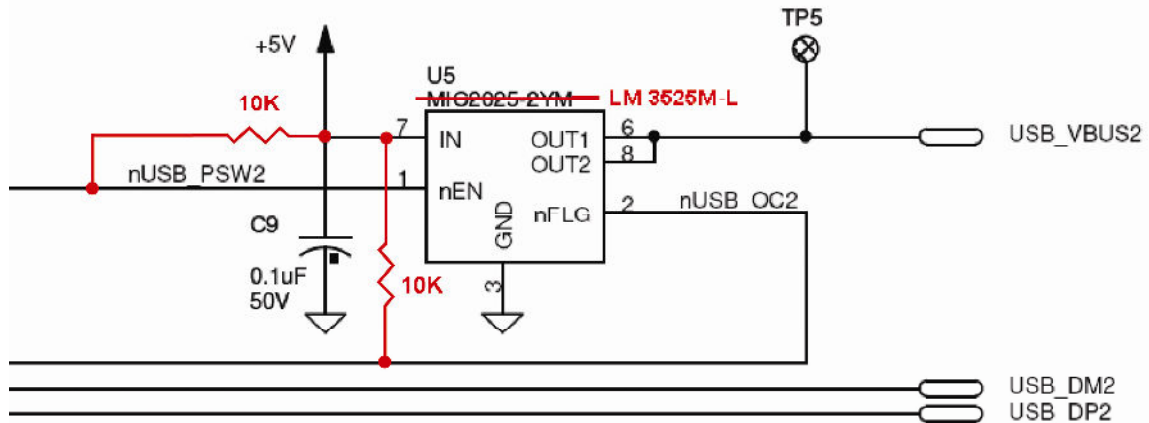 TP5
+5V
U5
MIC2025-2YM LM 3525M-L
10K
7 IN OUT1 6 USB_VBUS2
OUT2 8
nUSB_PSW2 1 nEN
nFLG 2 nUSB_OC2
GND
C9
0.1uF
50V
10K
3
USB_DM2
USB_DP2